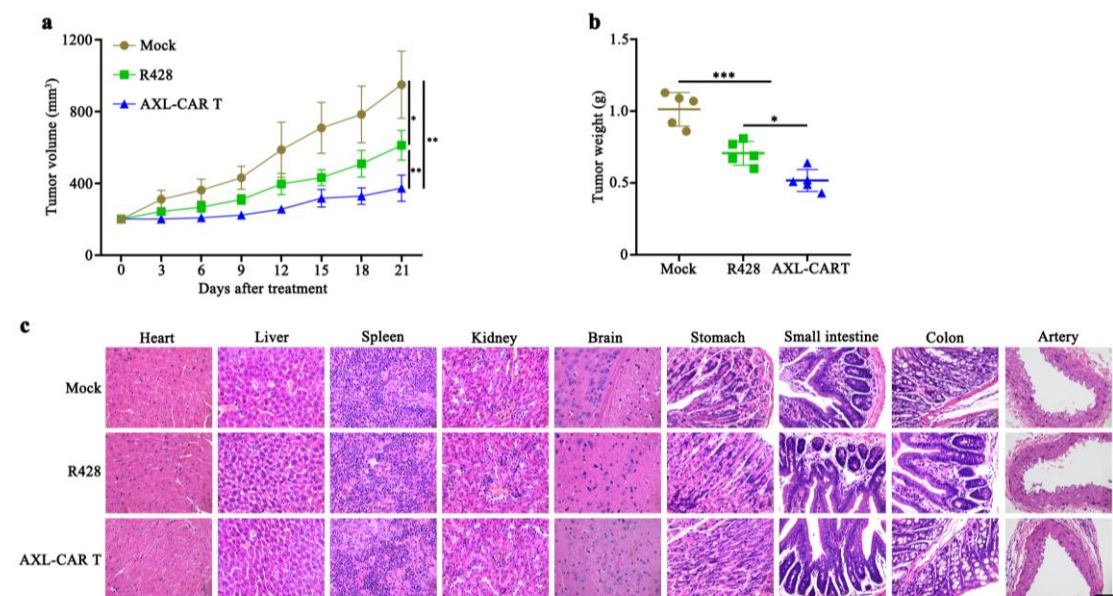 a
1200
800
400
0
Tumor volume (mm³)
Mock
R428
AXL-CAR T
*
**
**
0 3 6 9 12 15 18 21
Days after treatment
b
1.5
1.0
0.5
0
Tumor weight (g)
***
*
Mock R428 AXL-CART
c
Heart Liver Spleen Kidney Brain Stomach Small intestine Colon Artery
Mock
R428
AXL-CAR T